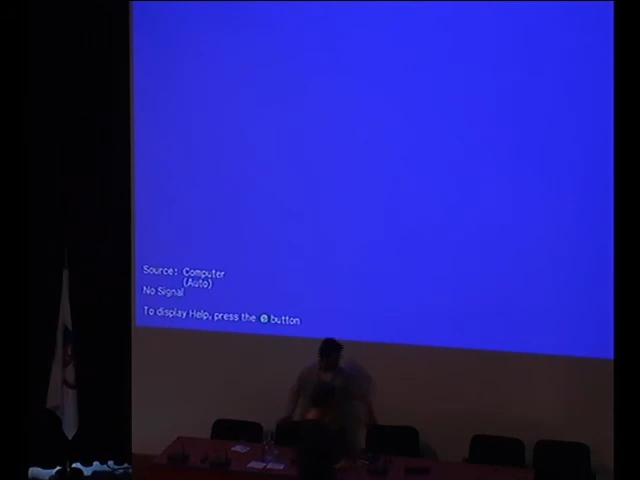 Source: Computer
(Auto)
No Signal
To display Help, press the button